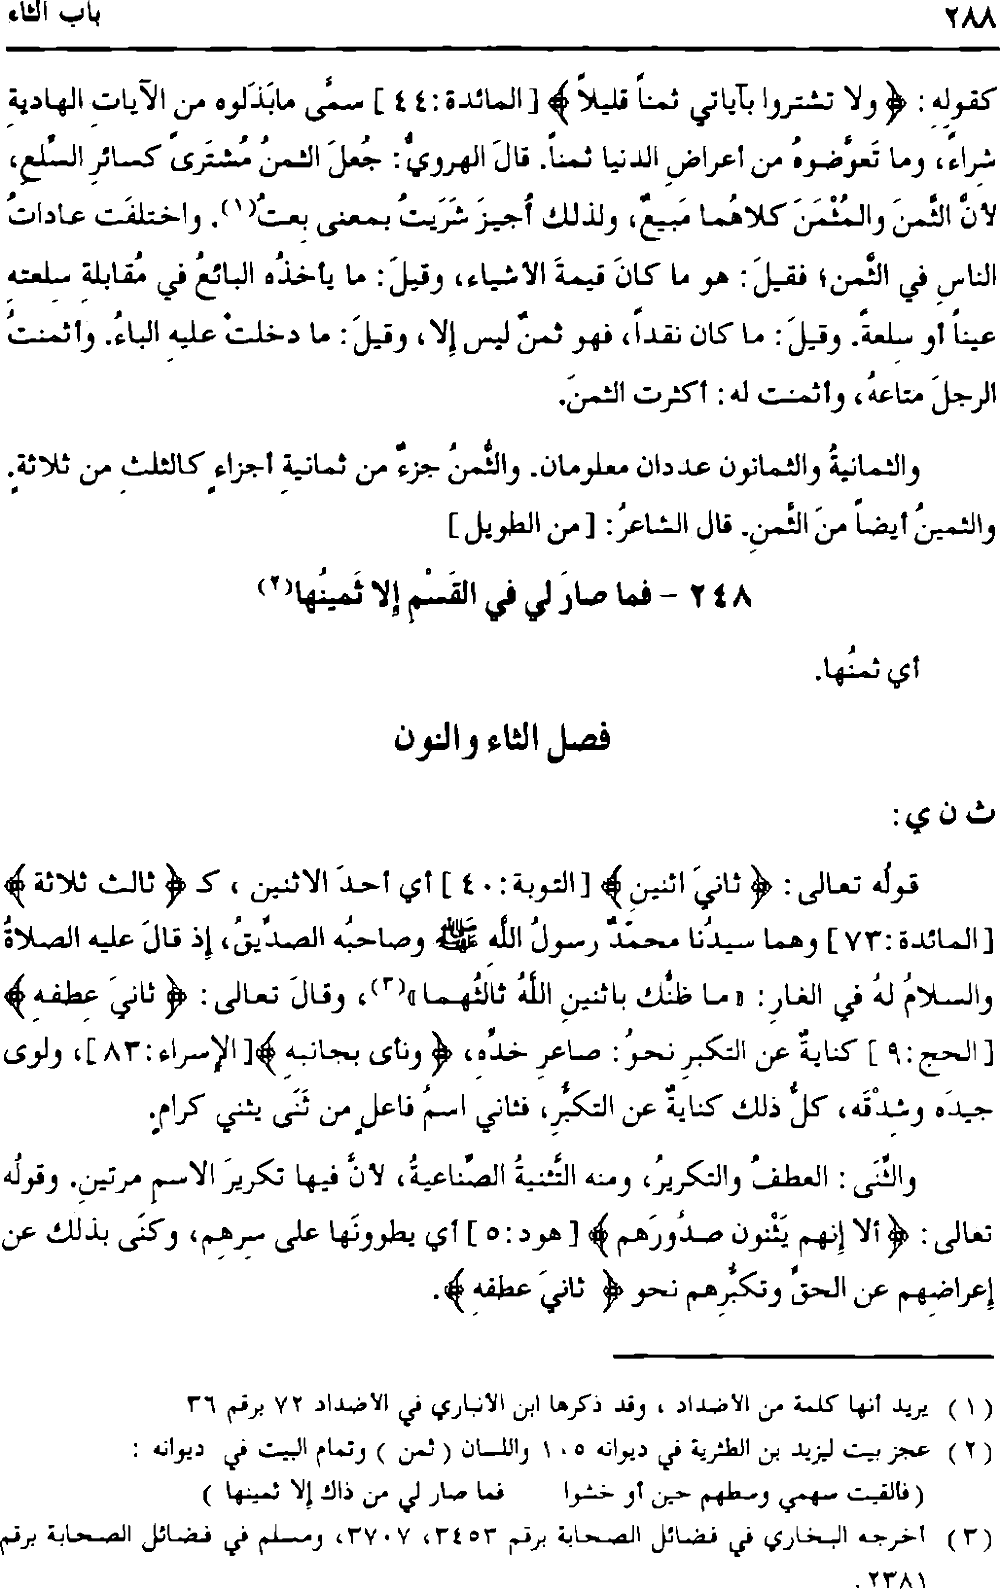 ٢٨٨ باب الثاء
كقولِهِ: ﴿ ولا تشتروا بآياتي ثمناً قليلاً ﴾ [ المائدة: ٤٤ ] سمَّى مابَذَلوه من الآياتِ الهاديةِ
شراءً، وما تَعوَّضوهُ من أعراضِ الدنيا ثمناً. قالَ الهرويُّ: جُعلَ الثمنُ مُشتَرىً كسائرِ السِّلعِ،
لأنَّ الثَّمنَ والمُثْمَنَ كلاهُما مَبيعٌ، ولذلك أُجيزَ شَرَيتُ بمعنى بعتُ(١). واختلفَت عاداتُ
الناسِ في الثَّمن؛ فقيلَ: هو ما كانَ قيمةَ الأشياء، وقيلَ: ما يأخذُه البائعُ في مُقابلةِ سلعته
عيناً أو سلعةً. وقيلَ: ما كان نقداً، فهو ثمنٌ ليس إلا، وقيلَ: ما دخلتْ عليه الباءُ. وأثمنتُ
الرجلَ متاعهُ، وأثمنت له: أكثرت الثمنَ.
والثمانيةُ والثمانون عددان معلومان. والثُّمنُ جزءٌ من ثمانيةِ أجزاءٍ كالثلثِ من ثلاثةٍ.
والثمينُ أيضاً منَ الثَّمنِ. قال الشاعرُ: [ من الطويل ]
٢٤٨ - فما صارَ لي في القَسْمِ إلا ثَمينُها(٢)
أي ثمنُها.
فصل الثاء والنون
ث ن ي:
قولُه تعالى: ﴿ ثانيَ اثنينِ ﴾ [ التوبة: ٤٠ ] أي أحدَ الاثنين ، كـ ﴿ ثالث ثلاثة ﴾
[ المائدة: ٧٣ ] وهما سيدُنا محمّدٌ رسولُ اللَّهِ ﷺ وصاحبُه الصدِّيقُ، إذ قالَ عليه الصلاةُ
والسلامُ لهُ في الغارِ: «ما ظنُّك باثنينِ اللَّهُ ثالثُهما»(٣)، وقالَ تعالى: ﴿ ثانيَ عِطفه ﴾
[ الحج: ٩ ] كنايةٌ عن التكبرِ نحوُ: صاعرِ خدَّهِ، ﴿ ونأى بجانبهِ ﴾ [ الإسراء: ٨٣ ]، ولوى
جيدَه وشِدْقَه، كلُّ ذلك كنايةٌ عن التكبُّرِ، فثاني اسمُ فاعلٍ من ثَنَى يثني كرامٍ.
والثَّنَى: العطفُ والتكريرُ، ومنه التَّثنيةُ الصِّناعيةُ، لأنَّ فيها تكريرَ الاسمِ مرتينِ. وقولُه
تعالى: ﴿ ألا إنهم يَثْنون صدُورَهم ﴾ [ هود: ٥ ] أي يطوونَها على سرِهم، وكنَى بذلك عن
إعراضِهم عن الحقِّ وتكبُّرِهم نحو ﴿ ثانيَ عطفهِ ﴾.
(١) يريد أنها كلمة من الأضداد ، وقد ذكرها ابن الأنباري في الأضداد ٧٢ برقم ٣٦
(٢) عجز بيت ليزيد بن الطثرية في ديوانه ١٠٥ واللسان ( ثمن ) وتمام البيت في ديوانه :
( فألقيت سهمي وسطهم حين أو خشوا فما صار لي من ذاك إلا ثمينها )
(٣) أخرجه البخاري في فضائل الصحابة برقم ٣٤٥٣، ٣٧٠٧، ومسلم في فضائل الصحابة برقم
٢٣٨١.